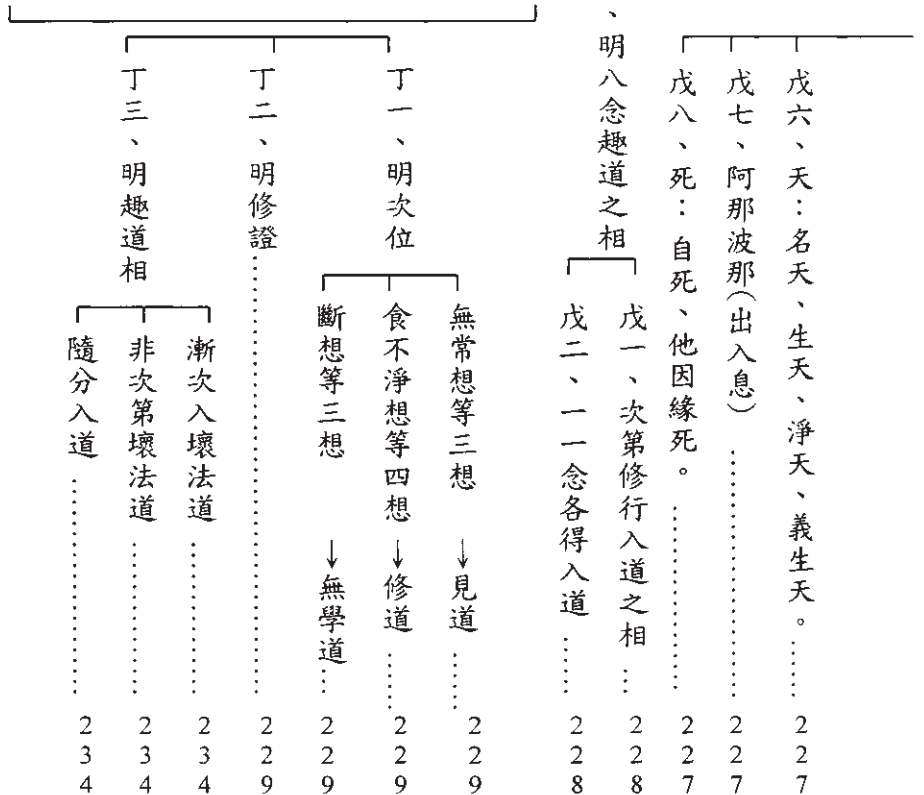 戊六、天：名天、生天、淨天、義生天。……227
戊七、阿那波那（出入息）……227
戊八、死：自死、他因緣死。……227
、明八念趣道之相
戊一、次第修行入道之相…228
戊二、一一念各得入道……228
丁一、明次位
無常想等三想→見道……229
食不淨想等四想→修道……229
斷想等三想→無學道……229
丁二、明修證……229
丁三、明趣道相
漸次入壞法道……234
非次第壞法道……234
隨分入道……234